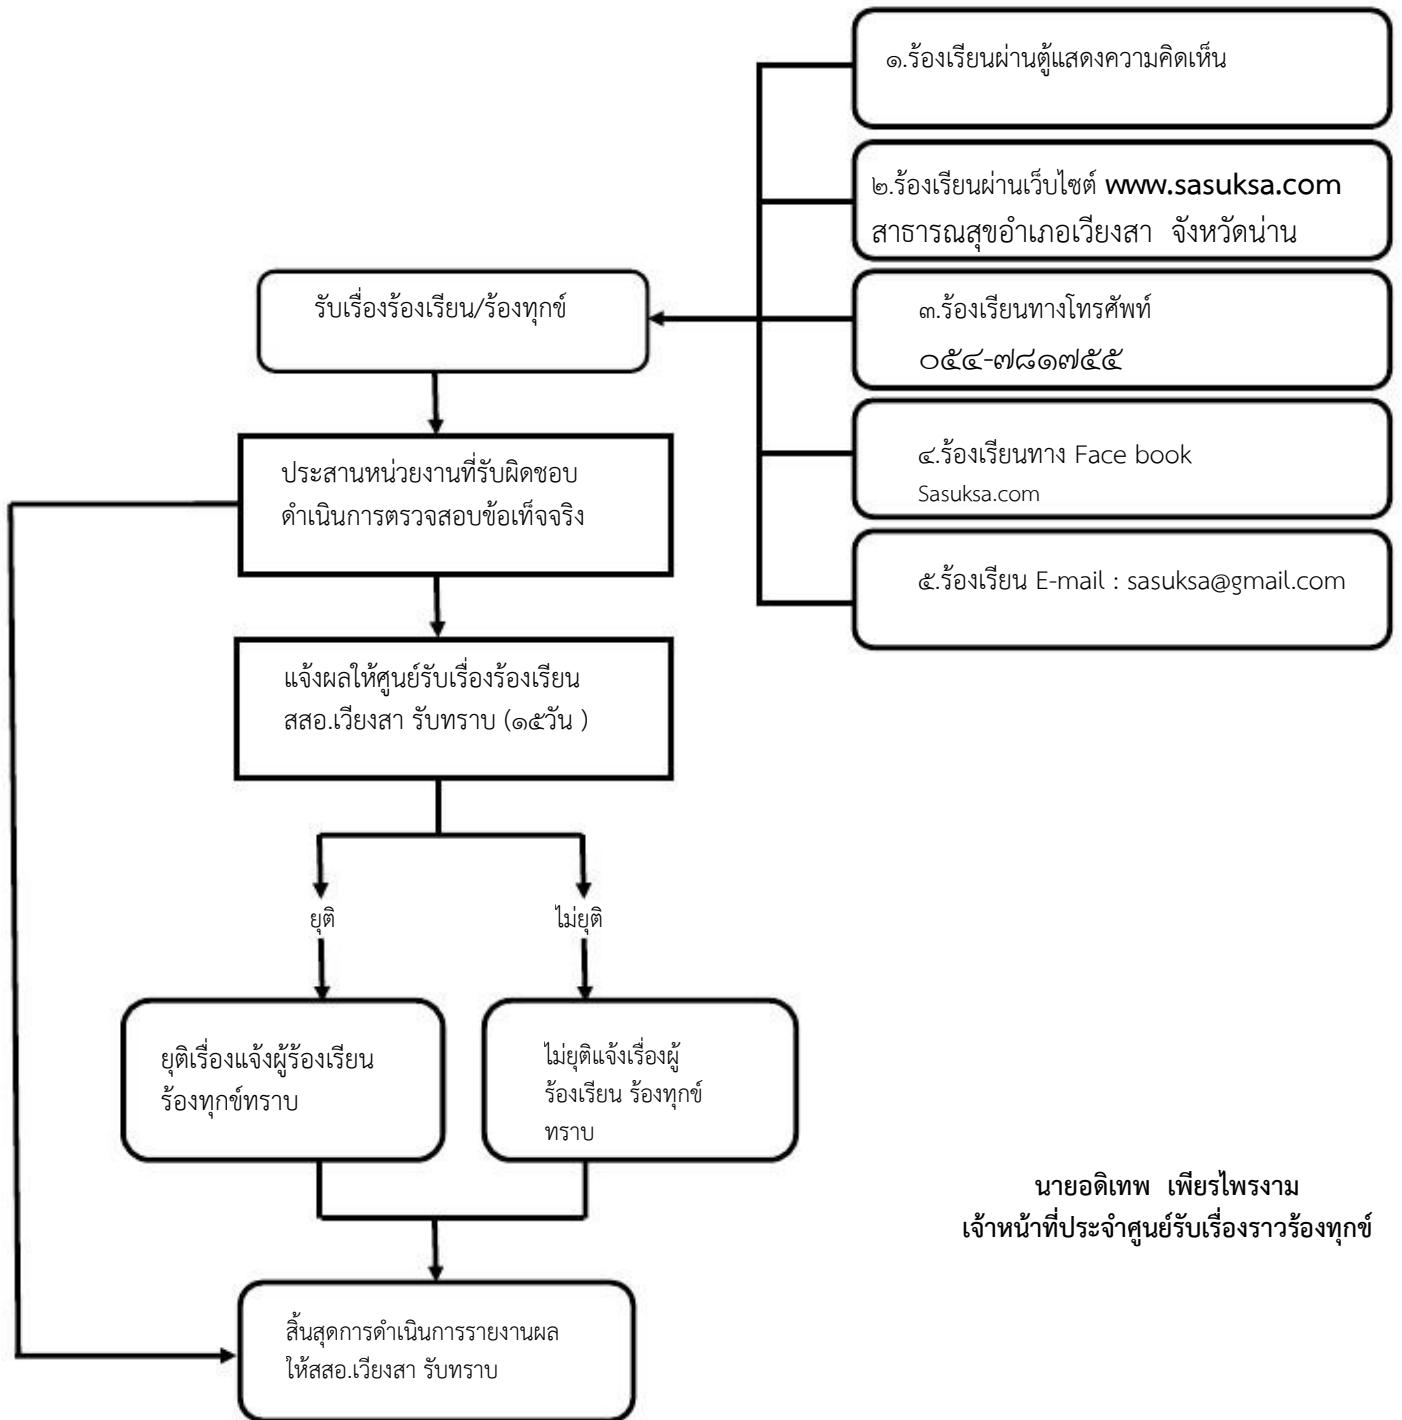 ๑.ร้องเรียนผ่านตู้แสดงความคิดเห็น
๒.ร้องเรียนผ่านเว็บไซต์ www.sasuksa.com
สาธารณสุขอำเภอเวียงสา จังหวัดน่าน
๓.ร้องเรียนทางโทรศัพท์
๐๕๔-๗๘๑๗๕๕
๔.ร้องเรียนทาง Face book
Sasuksa.com
๕.ร้องเรียน E-mail : sasuksa@gmail.com
รับเรื่องร้องเรียน/ร้องทุกข์
ประสานหน่วยงานที่รับผิดชอบ
ดำเนินการตรวจสอบข้อเท็จจริง
แจ้งผลให้ศูนย์รับเรื่องร้องเรียน
สสอ.เวียงสา รับทราบ (๑๕วัน )
ยุติ
ไม่ยุติ
ยุติเรื่องแจ้งผู้ร้องเรียน
ร้องทุกข์ทราบ
ไม่ยุติแจ้งเรื่องผู้
ร้องเรียน ร้องทุกข์
ทราบ
นายอดิเทพ เพียรไพรงาม
เจ้าหน้าที่ประจำศูนย์รับเรื่องราวร้องทุกข์
สิ้นสุดการดำเนินการรายงานผล
ให้สสอ.เวียงสา รับทราบ